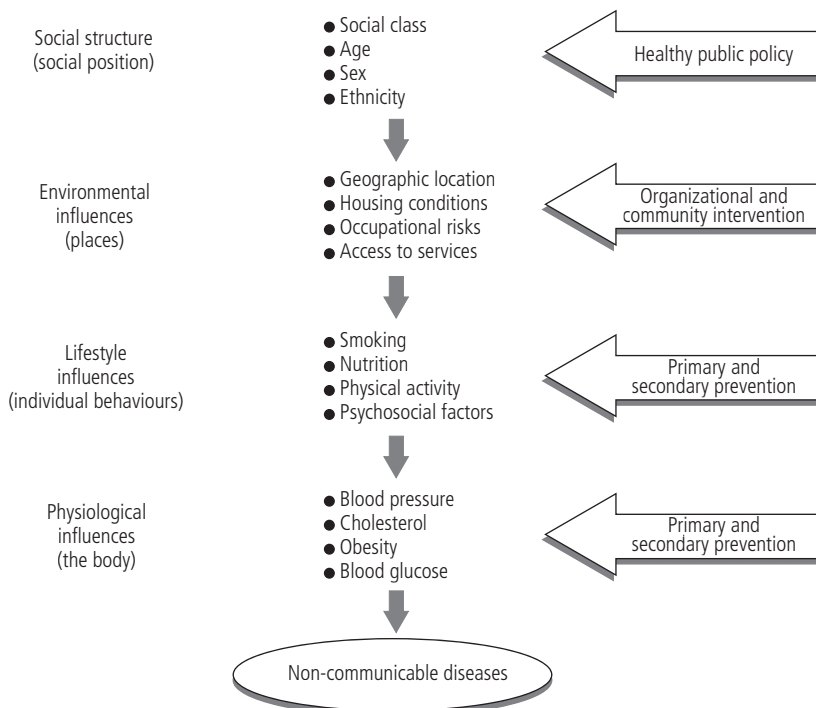 Social structure
(social position)
● Social class
● Age
● Sex
● Ethnicity
Healthy public policy
Environmental
influences
(places)
● Geographic location
● Housing conditions
● Occupational risks
● Access to services
Organizational and
community intervention
Lifestyle
influences
(individual behaviours)
● Smoking
● Nutrition
● Physical activity
● Psychosocial factors
Primary and
secondary prevention
Physiological
influences
(the body)
● Blood pressure
● Cholesterol
● Obesity
● Blood glucose
Primary and
secondary prevention
Non-communicable diseases